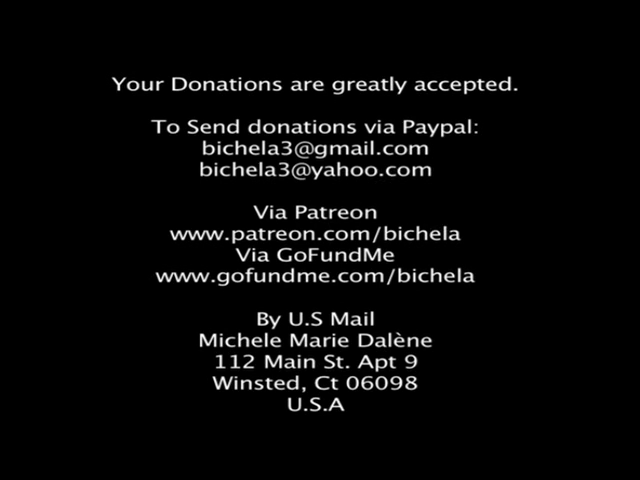 Your Donations are greatly accepted.
To Send donations via Paypal:
bichela3@gmail.com
bichela3@yahoo.com
Via Patreon
www.patreon.com/bichela
Via GoFundMe
www.gofundme.com/bichela
By U.S Mail
Michele Marie Dalène
112 Main St. Apt 9
Winsted, Ct 06098
U.S.A